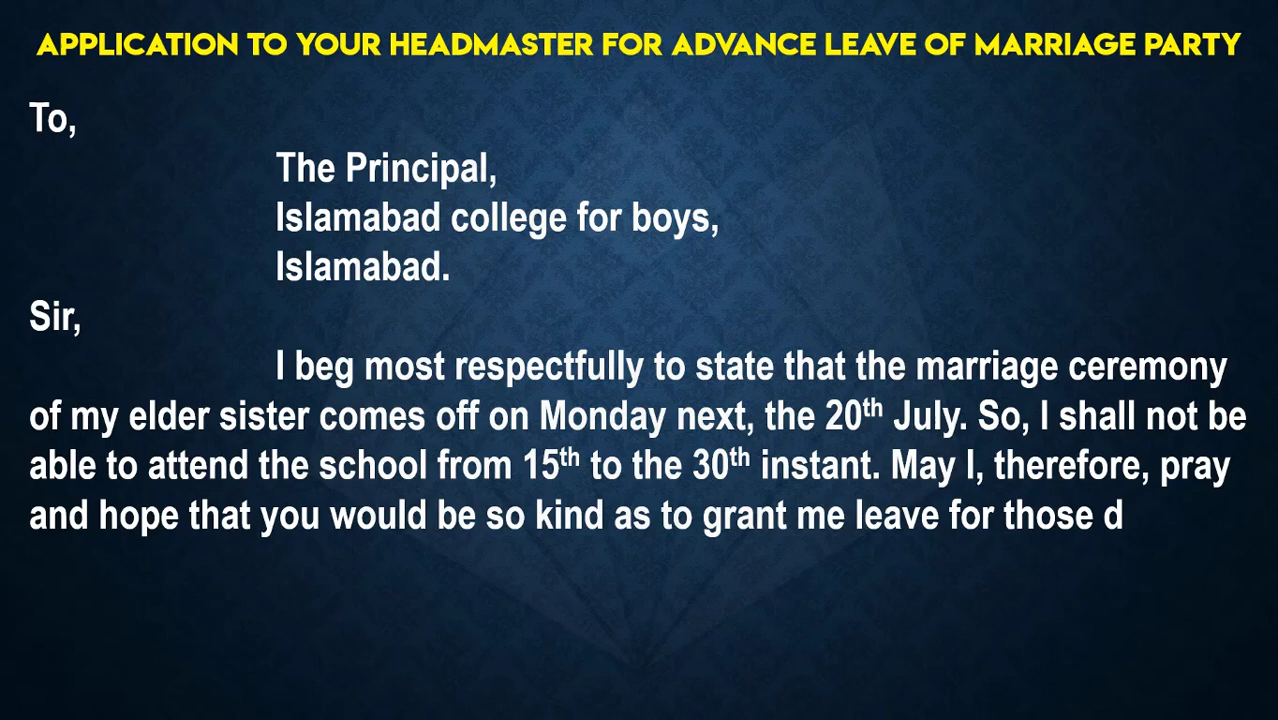 APPLICATION TO YOUR HEADMASTER FOR ADVANCE LEAVE OF MARRIAGE PARTY
To,
The Principal,
Islamabad college for boys,
Islamabad.
Sir,
I beg most respectfully to state that the marriage ceremony
of my elder sister comes off on Monday next, the 20th July. So, I shall not be
able to attend the school from 15th to the 30th instant. May I, therefore, pray
and hope that you would be so kind as to grant me leave for those d